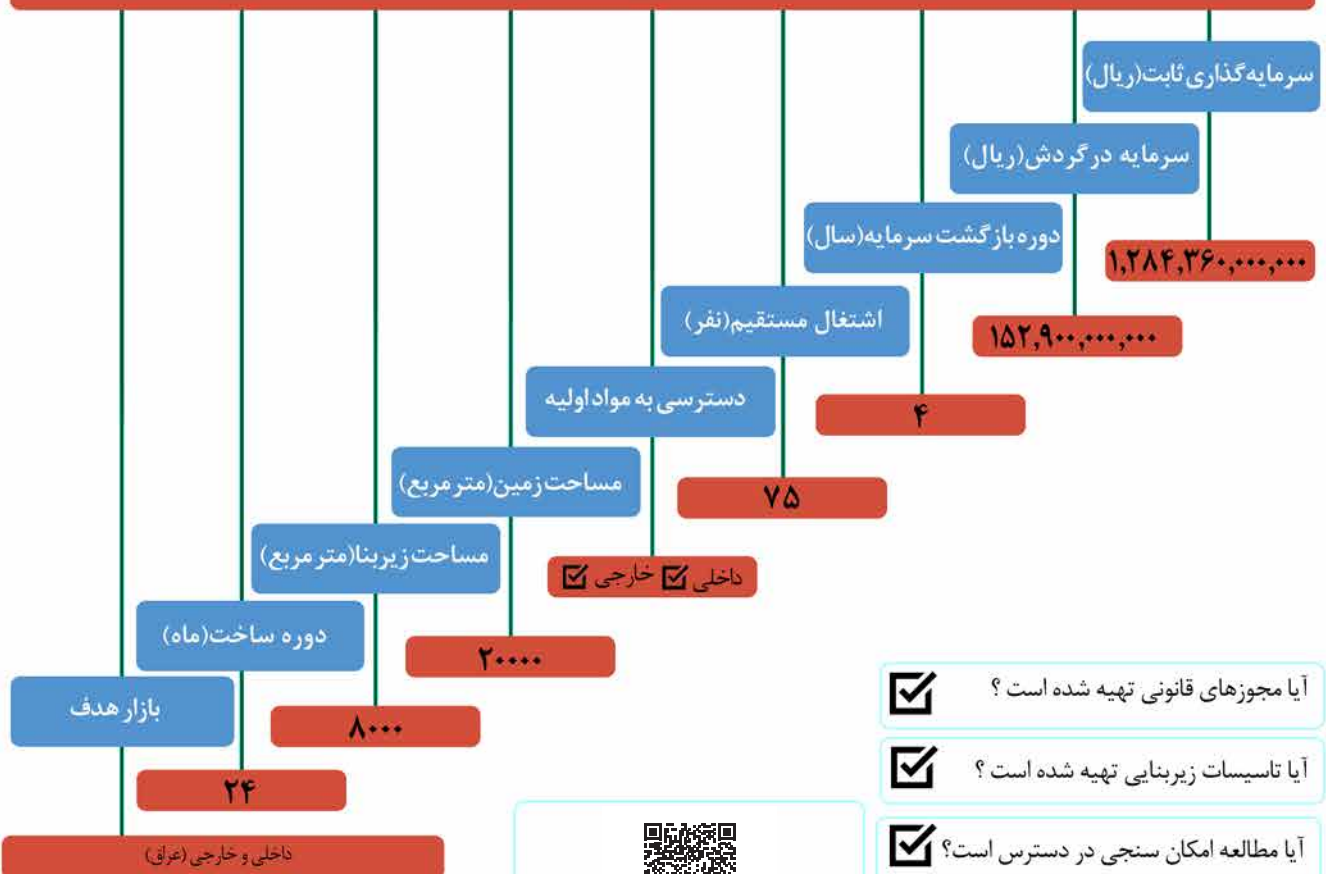 سرمایه‌گذاری ثابت(ریال)
۱,۲۸۴,۳۶۰,۰۰۰,۰۰۰
سرمایه در گردش(ریال)
۱۵۲,۹۰۰,۰۰۰,۰۰۰
دوره بازگشت سرمایه(سال)
۴
اشتغال مستقیم(نفر)
۷۵
دسترسی به مواد اولیه
داخلی ☑ خارجی ☑
مساحت زمین(متر مربع)
۲۰۰۰۰
مساحت زیربنا(متر مربع)
۸۰۰۰
دوره ساخت(ماه)
۲۴
بازار هدف
داخلی و خارجی (عراق)
آیا مجوزهای قانونی تهیه شده است ؟ ☑
آیا تاسیسات زیربنایی تهیه شده است ؟ ☑
آیا مطالعه امکان سنجی در دسترس است؟ ☑